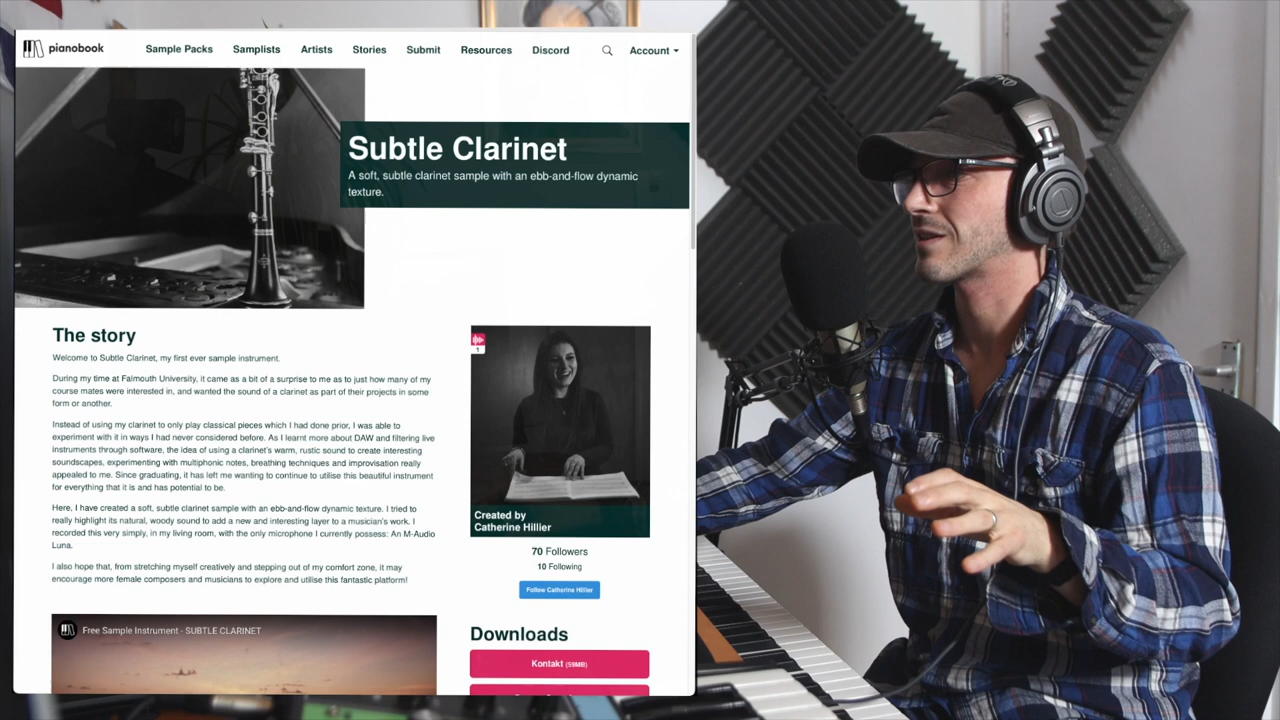 pianobook
Sample Packs Samplists Artists Stories Submit Resources Discord Account
Subtle Clarinet
A soft, subtle clarinet sample with an ebb-and-flow dynamic
texture.
The story
Welcome to Subtle Clarinet, my first ever sample instrument.
During my time at Falmouth University, it came as a bit of a surprise to me as to just how many of my
course mates were interested in, and wanted the sound of a clarinet as part of their projects in some
form or another.
Instead of using my clarinet to only play classical pieces which I had done prior, I was able to
experiment with it in ways I had never considered before. As I learnt more about DAW and filtering live
instruments through software, the idea of using a clarinet's warm, rustic sound to create interesting
soundscapes, experimenting with multiphonic notes, breathing techniques and improvisation really
appealed to me. Since graduating, it has left me wanting to continue to utilise this beautiful instrument
for everything that it is and has potential to be.
Here, I have created a soft, subtle clarinet sample with an ebb-and-flow dynamic texture. I tried to
really highlight its natural, woody sound to add a new and interesting layer to a musician's work. I
recorded this very simply, in my living room, with the only microphone I currently possess: An M-Audio
Luna.
I also hope that, from stretching myself creatively and stepping out of my comfort zone, it may
encourage more female composers and musicians to explore and utilise this fantastic platform!
Free Sample Instrument - SUBTLE CLARINET
1
Created by
Catherine Hillier
70 Followers
10 Following
Follow Catherine Hillier
Downloads
Kontakt (59MB)